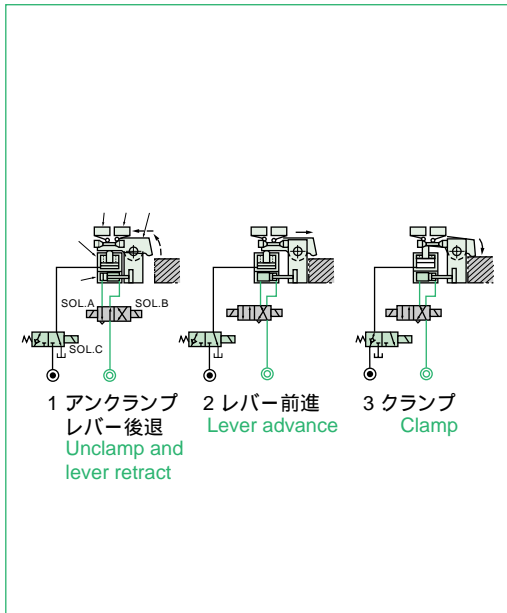 SOL.A
SOL.B
SOL.C
1 アンクランプ
レバー後退
Unclamp and
lever retract
2 レバー前進
Lever advance
3 クランプ
Clamp